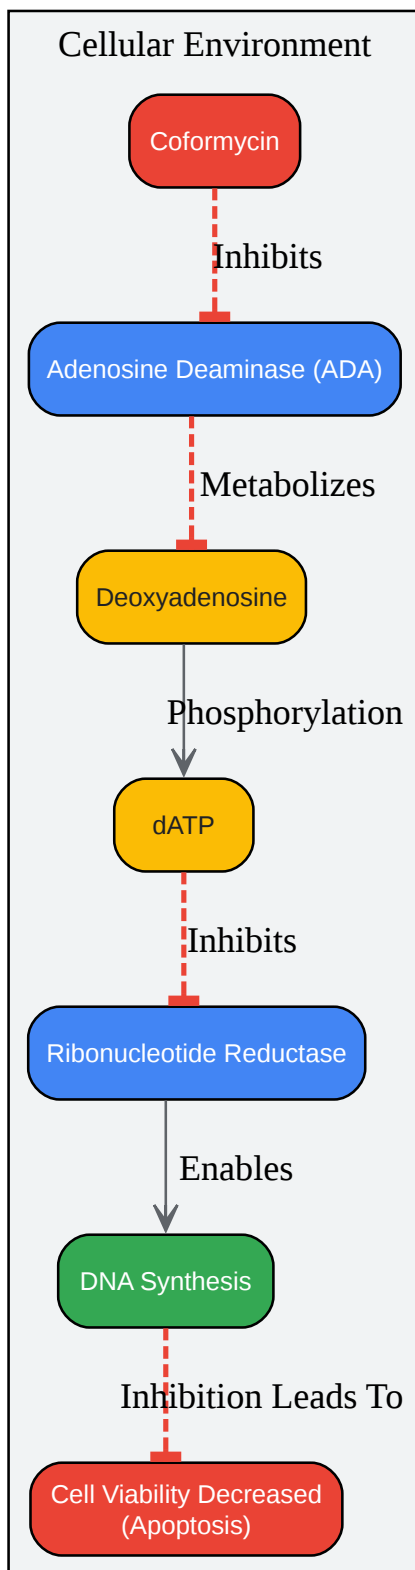 Cellular Environment
Coformycin
Inhibits
Adenosine Deaminase (ADA)
Metabolizes
Deoxyadenosine
Phosphorylation
dATP
Inhibits
Ribonucleotide Reductase
Enables
DNA Synthesis
Inhibition Leads To
Cell Viability Decreased
(Apoptosis)